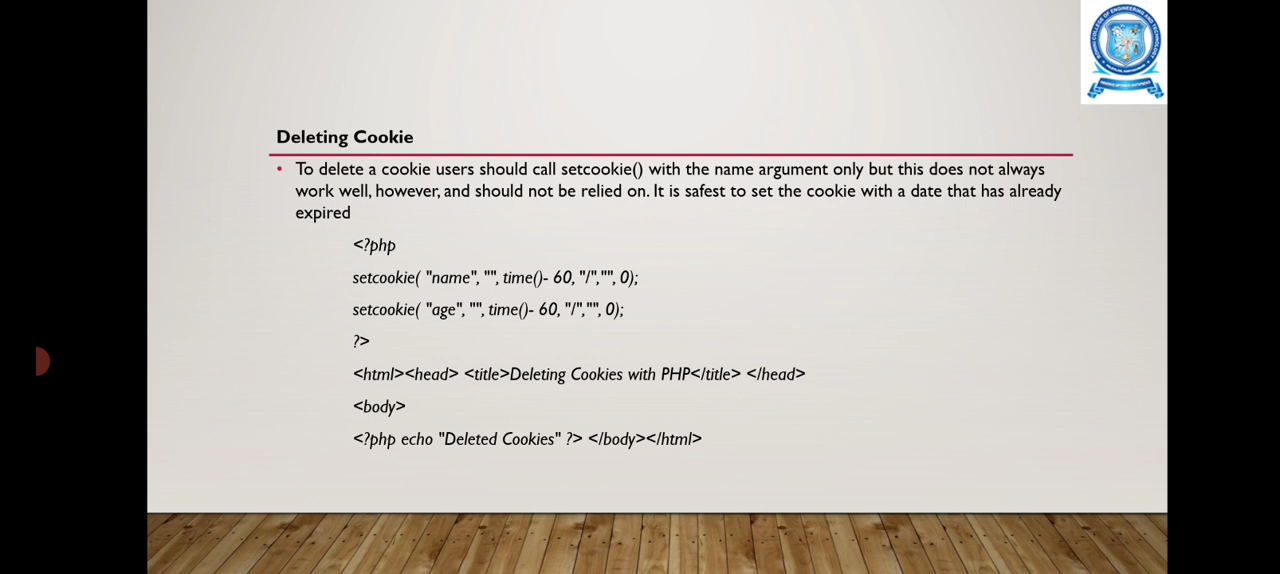 Deleting Cookie
• To delete a cookie users should call setcookie() with the name argument only but this does not always
work well, however, and should not be relied on. It is safest to set the cookie with a date that has already
expired
<?php
setcookie( "name", "", time()- 60, "/","", 0);
setcookie( "age", "", time()- 60, "/","", 0);
?>
<html><head> <title>Deleting Cookies with PHP</title> </head>
<body>
<?php echo "Deleted Cookies" ?> </body></html>